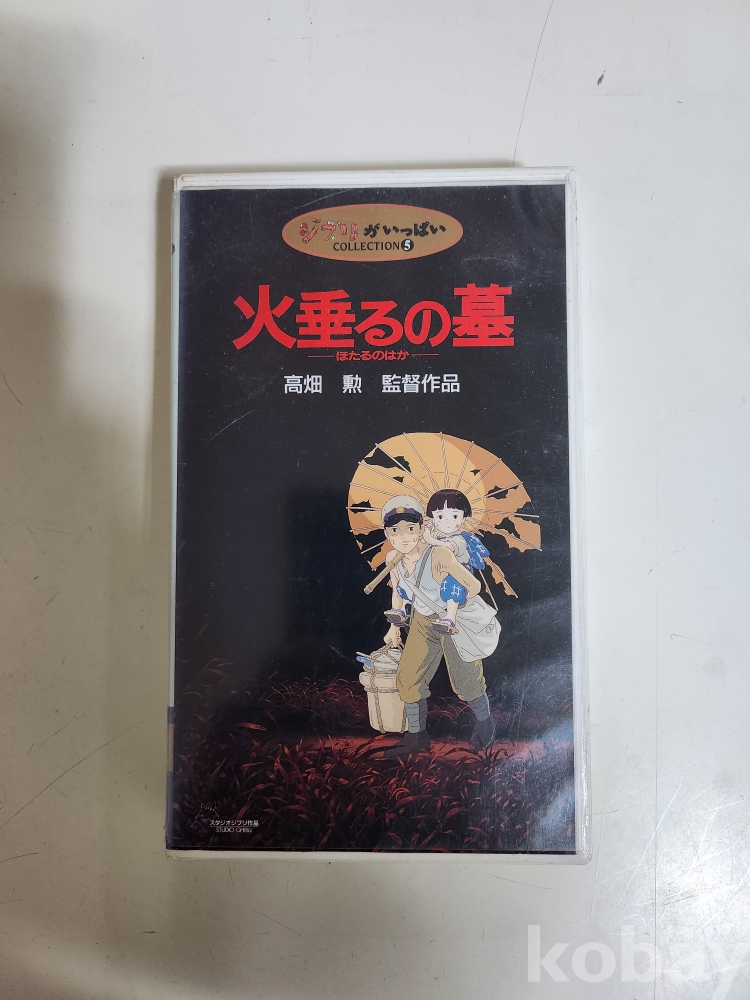 ジブリがいっぱい
COLLECTION 5
火垂るの墓
ほたるのはか
高畑 勲 監督作品
スタジオジブリ作品
STUDIO GHIBLI
kobay